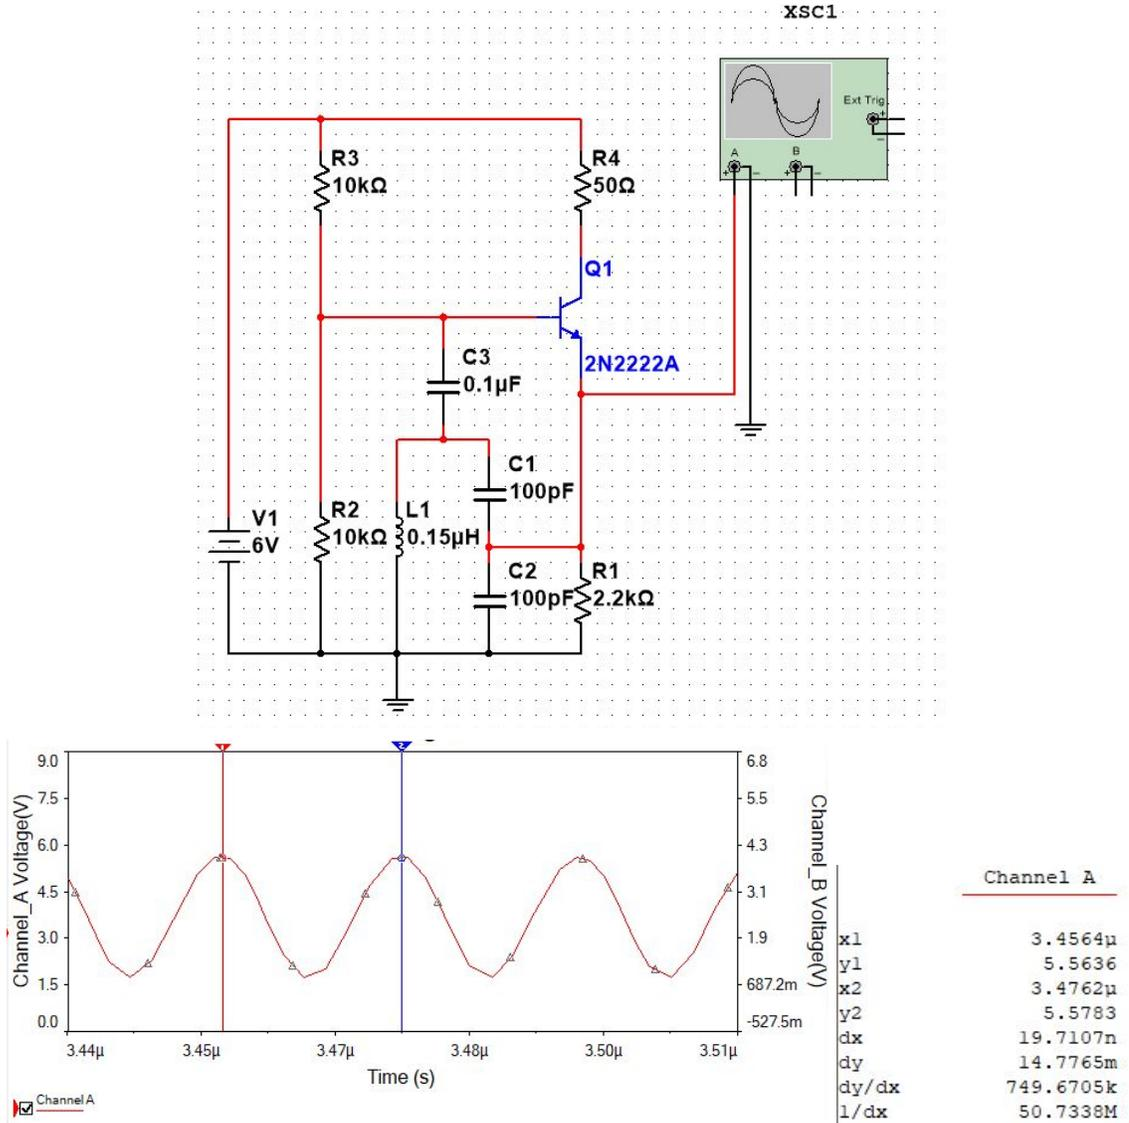 XSC1
Ext Trig
+
−
A
B
+
−
+
−
R3
10kΩ
R4
50Ω
Q1
2N2222A
C3
0.1µF
C1
100pF
V1
6V
R2
10kΩ
L1
0.15µH
C2
100pF
R1
2.2kΩ
1
2
9.0
7.5
6.0
4.5
3.0
1.5
0.0
Channel_A Voltage(V)
6.8
5.5
4.3
3.1
1.9
687.2m
-527.5m
Channel_B Voltage(V)
3.44µ
3.45µ
3.47µ
3.48µ
3.50µ
3.51µ
Time (s)
Channel A
Channel A
x1 3.4564µ
y1 5.5636
x2 3.4762µ
y2 5.5783
dx 19.7107n
dy 14.7765m
dy/dx 749.6705k
1/dx 50.7338M